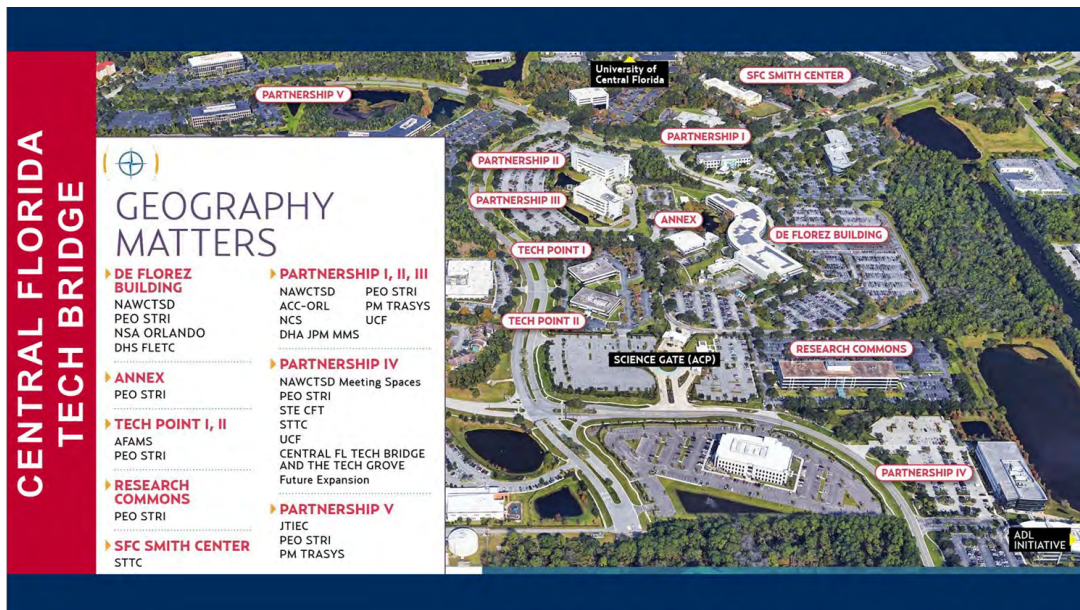 CENTRAL FLORIDA
TECH BRIDGE
GEOGRAPHY
MATTERS
DE FLOREZ
BUILDING
NAWCTSD
PEO STRI
NSA ORLANDO
DHS FLETC
ANNEX
PEO STRI
TECH POINT I, II
AFAMS
PEO STRI
RESEARCH
COMMONS
PEO STRI
SFC SMITH CENTER
STTC
PARTNERSHIP I, II, III
NAWCTSD PEO STRI
ACC-ORL PM TRASYS
NCS UCF
DHA JPM MMS
PARTNERSHIP IV
NAWCTSD Meeting Spaces
PEO STRI
STE CFT
STTC
UCF
CENTRAL FL TECH BRIDGE
AND THE TECH GROVE
Future Expansion
PARTNERSHIP V
JTIEC
PEO STRI
PM TRASYS
PARTNERSHIP V
University of
Central Florida
SFC SMITH CENTER
PARTNERSHIP I
PARTNERSHIP II
PARTNERSHIP III
ANNEX
DE FLOREZ BUILDING
TECH POINT I
TECH POINT II
SCIENCE GATE (ACP)
RESEARCH COMMONS
PARTNERSHIP IV
ADL
INITIATIVE